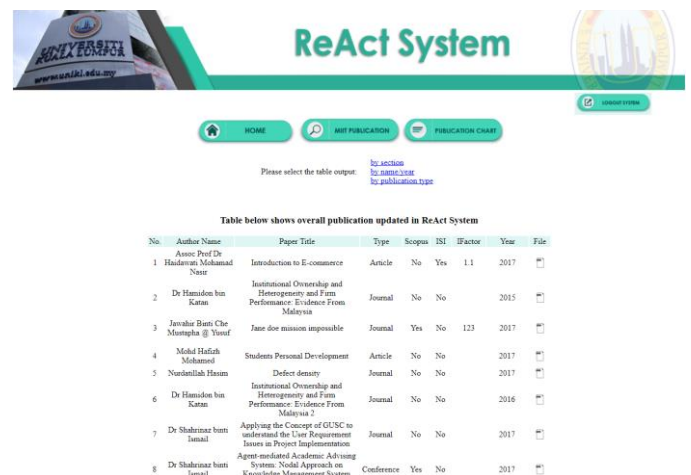 UNIVERSITI
KUALA LUMPUR
www.unikl.edu.my
ReAct System
LOGOUT SYSTEM
HOME
MIIT PUBLICATION
PUBLICATION CHART
Please select the table output:
by section
by name/year
by publication type
Table below shows overall publication updated in ReAct System
No. Author Name Paper Title Type Scopus ISI IFactor Year File
1 Assoc Prof Dr Haidawati Mohamad Nasir Introduction to E-commerce Article No Yes 1.1 2017
2 Dr Hamidon bin Katan Institutional Ownership and Heterogeneity and Firm Performance: Evidence From Malaysia Journal No No 2015
3 Jawahir Binti Che Mustapha @ Yusuf Jane doe mission impossible Journal Yes No 123 2017
4 Mohd Hafizh Mohamed Students Personal Development Article No No 2017
5 Nurdatillah Hasim Defect density Journal No No 2017
6 Dr Hamidon bin Katan Institutional Ownership and Heterogeneity and Firm Performance: Evidence From Malaysia 2 Journal No No 2016
7 Dr Shahrinaz binti Ismail Applying the Concept of GUSC to understand the User Requirement Issues in Project Implementation Journal No No 2017
8 Dr Shahrinaz binti Ismail Agent-mediated Academic Advising System: Nodal Approach on Knowledge Management System Conference Yes No 2017